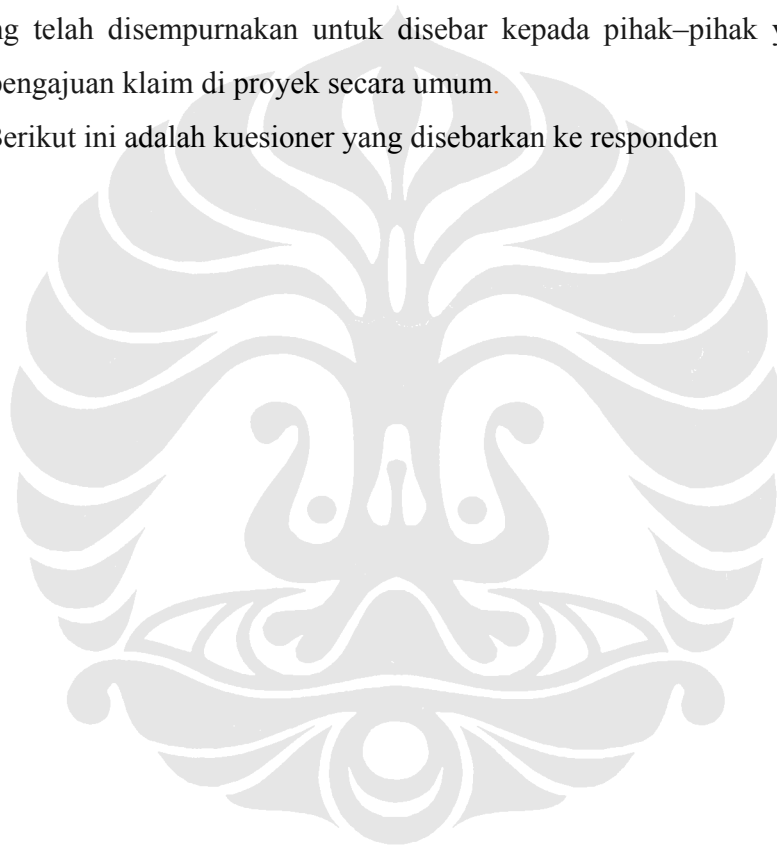 ng telah disempurnakan untuk disebar kepada pihak–pihak y
pengajuan klaim di proyek secara umum.
Berikut ini adalah kuesioner yang disebarkan ke responden